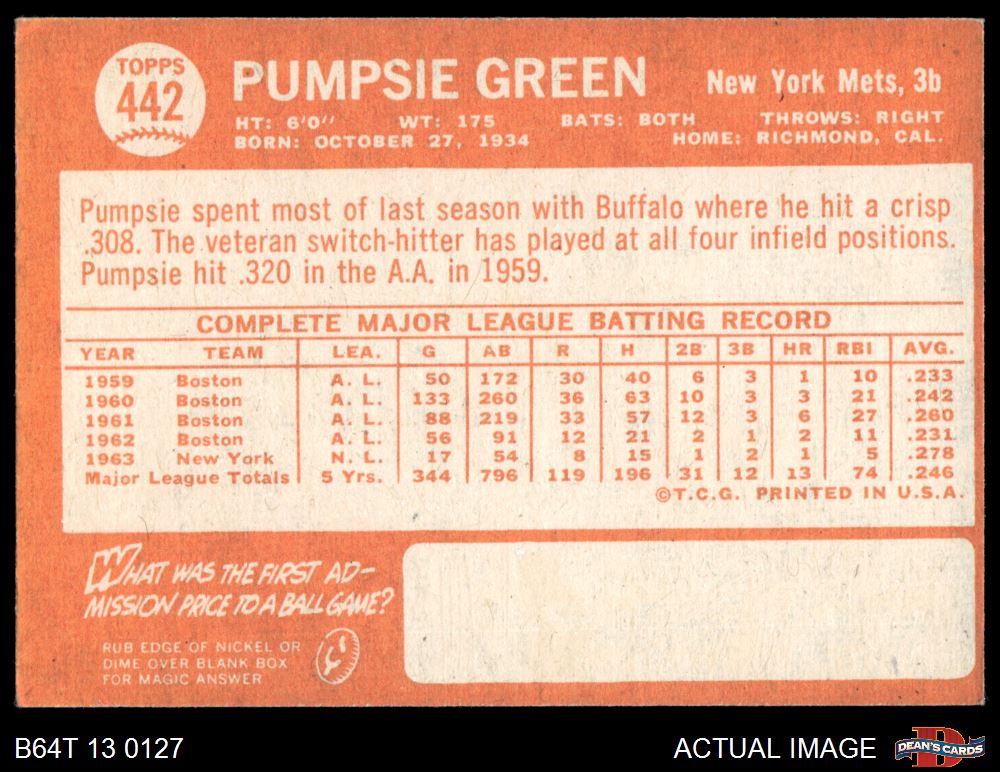 TOPPS
442
PUMPSIE GREEN
New York Mets, 3b
HT: 6'0" WT: 175 BATS: BOTH THROWS: RIGHT
BORN: OCTOBER 27, 1934 HOME: RICHMOND, CAL.
Pumpsie spent most of last season with Buffalo where he hit a crisp
.308. The veteran switch-hitter has played at all four infield positions.
Pumpsie hit .320 in the A.A. in 1959.
COMPLETE MAJOR LEAGUE BATTING RECORD
YEAR TEAM LEA. G AB R H 2B 3B HR RBI AVG.
1959 Boston A. L. 50 172 30 40 6 3 1 10 .233
1960 Boston A. L. 133 260 36 63 10 3 3 21 .242
1961 Boston A. L. 88 219 33 57 12 3 6 27 .260
1962 Boston A. L. 56 91 12 21 2 1 2 11 .231
1963 New York N. L. 17 54 8 15 1 2 1 5 .278
Major League Totals 5 Yrs. 344 796 119 196 31 12 13 74 .246
©T.C.G. PRINTED IN U.S.A.
WHAT WAS THE FIRST AD-
MISSION PRICE TO A BALL GAME?
RUB EDGE OF NICKEL OR
DIME OVER BLANK BOX
FOR MAGIC ANSWER
B64T 13 0127
ACTUAL IMAGE
D
DEAN'S CARDS